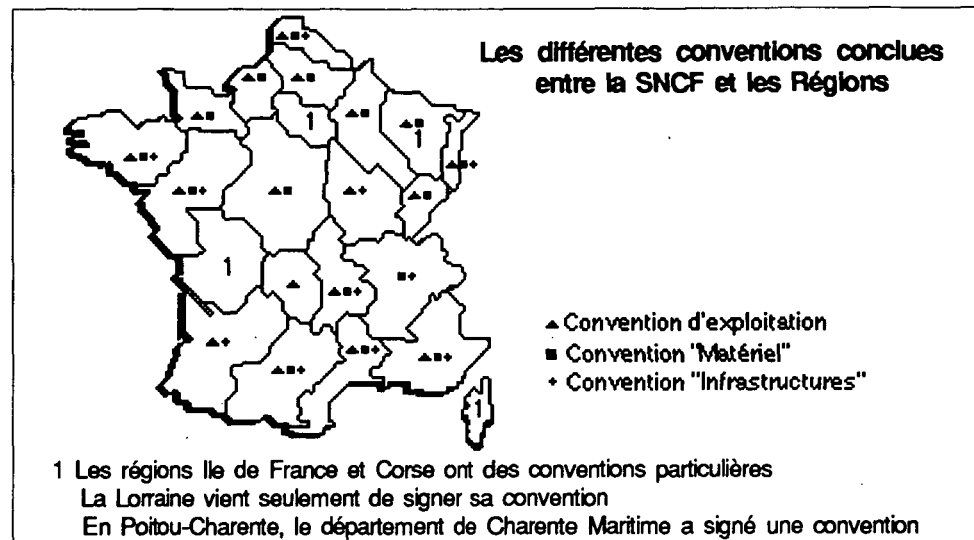 Les différentes conventions conclues
entre la SNCF et les Régions
1
1
1
1
Convention d'exploitation
Convention "Matériel"
Convention "Infrastructures"
1 Les régions Ile de France et Corse ont des conventions particulières
La Lorraine vient seulement de signer sa convention
En Poitou-Charente, le département de Charente Maritime a signé une convention